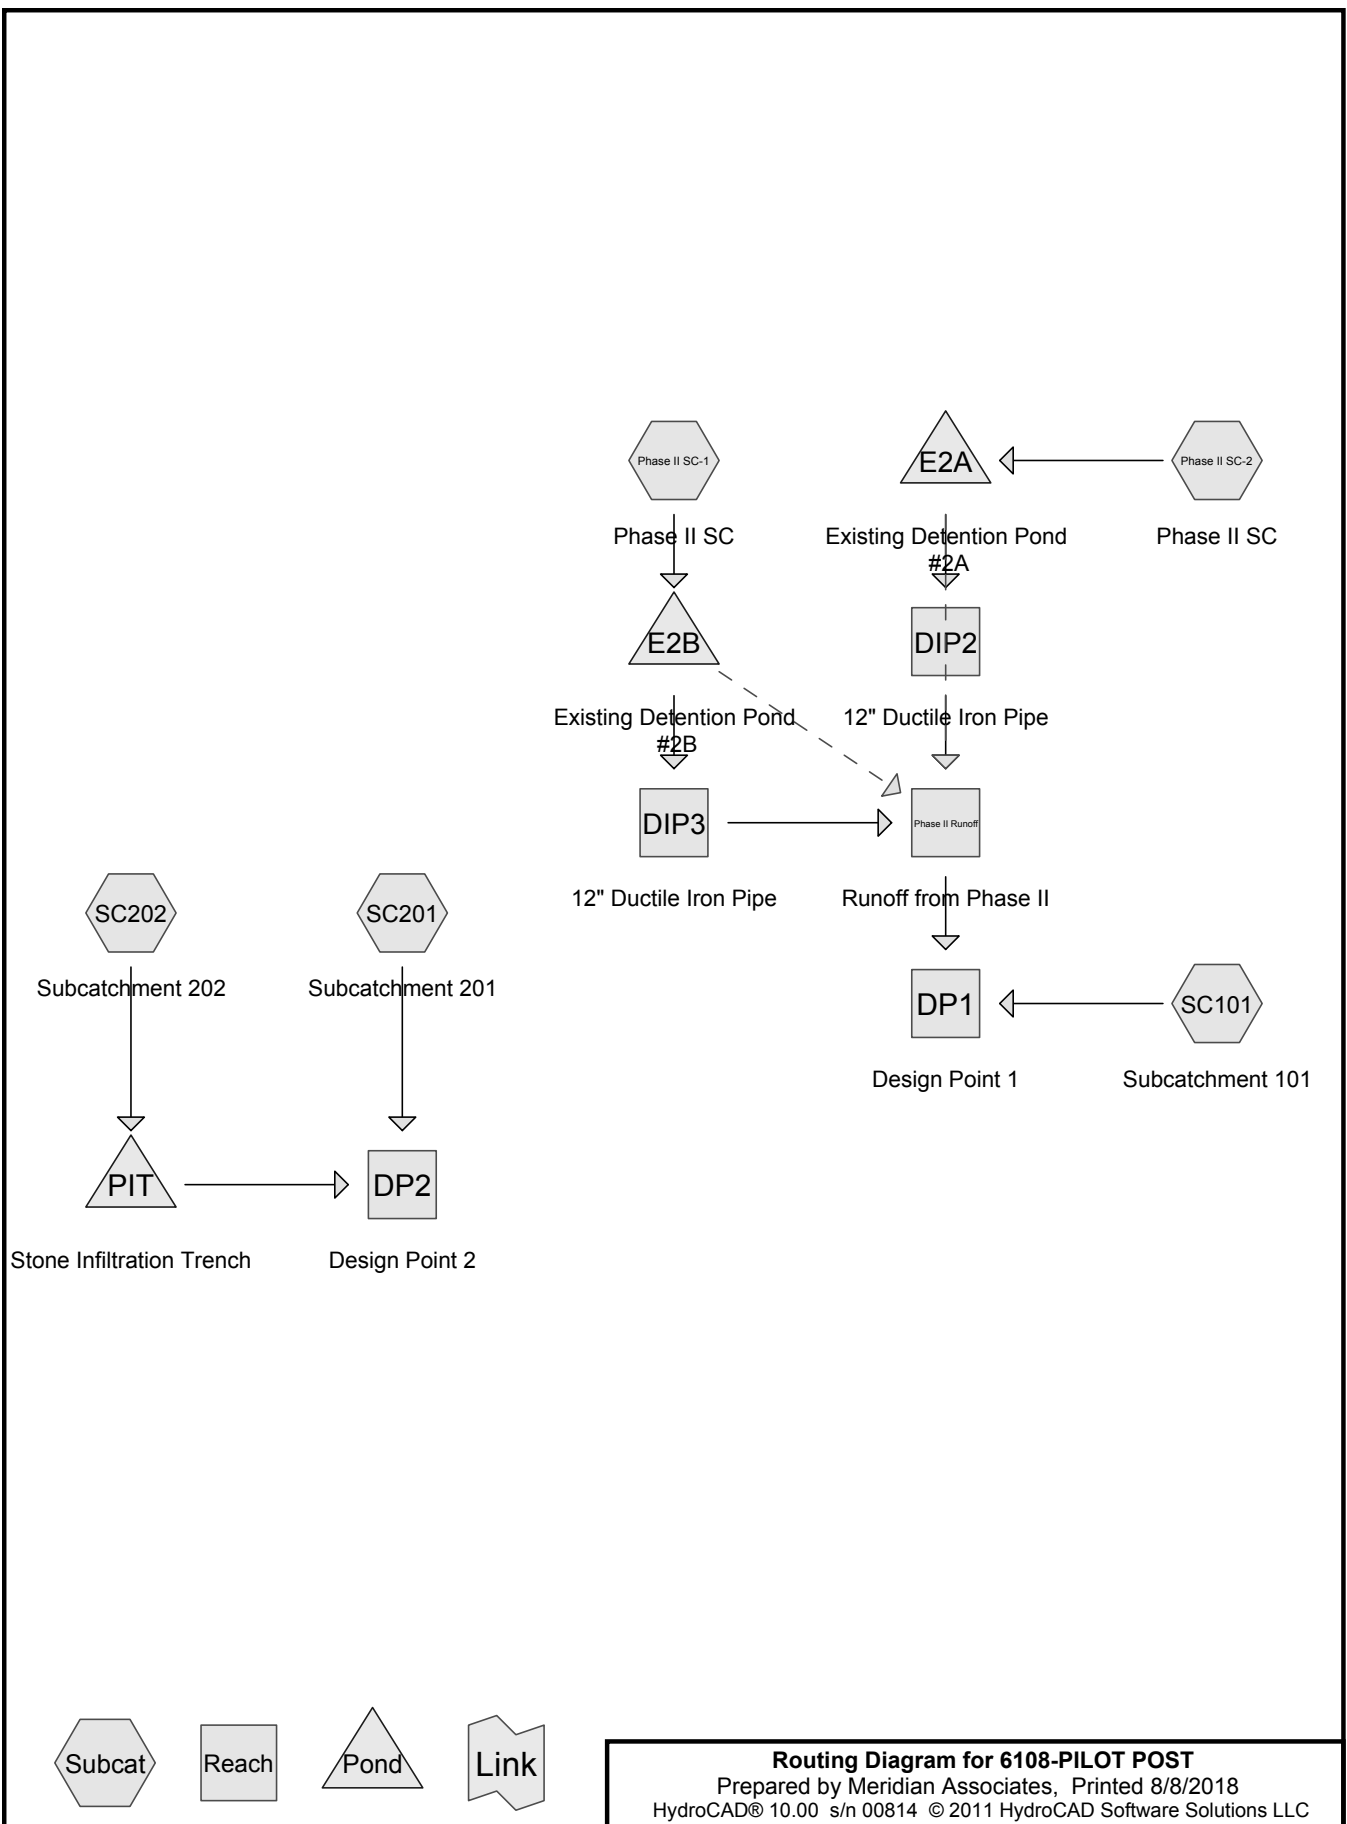 Phase II SC-1
E2A
Phase II SC-2
Phase II SC
Existing Detention Pond
#2A
Phase II SC
E2B
DIP2
Existing Detention Pond
#2B
12" Ductile Iron Pipe
DIP3
Phase II Runoff
12" Ductile Iron Pipe
Runoff from Phase II
SC202
SC201
Subcatchment 202
Subcatchment 201
DP1
SC101
Design Point 1
Subcatchment 101
PIT
DP2
Stone Infiltration Trench
Design Point 2
Subcat
Reach
Pond
Link
Routing Diagram for 6108-PILOT POST
Prepared by Meridian Associates, Printed 8/8/2018
HydroCAD® 10.00 s/n 00814 © 2011 HydroCAD Software Solutions LLC